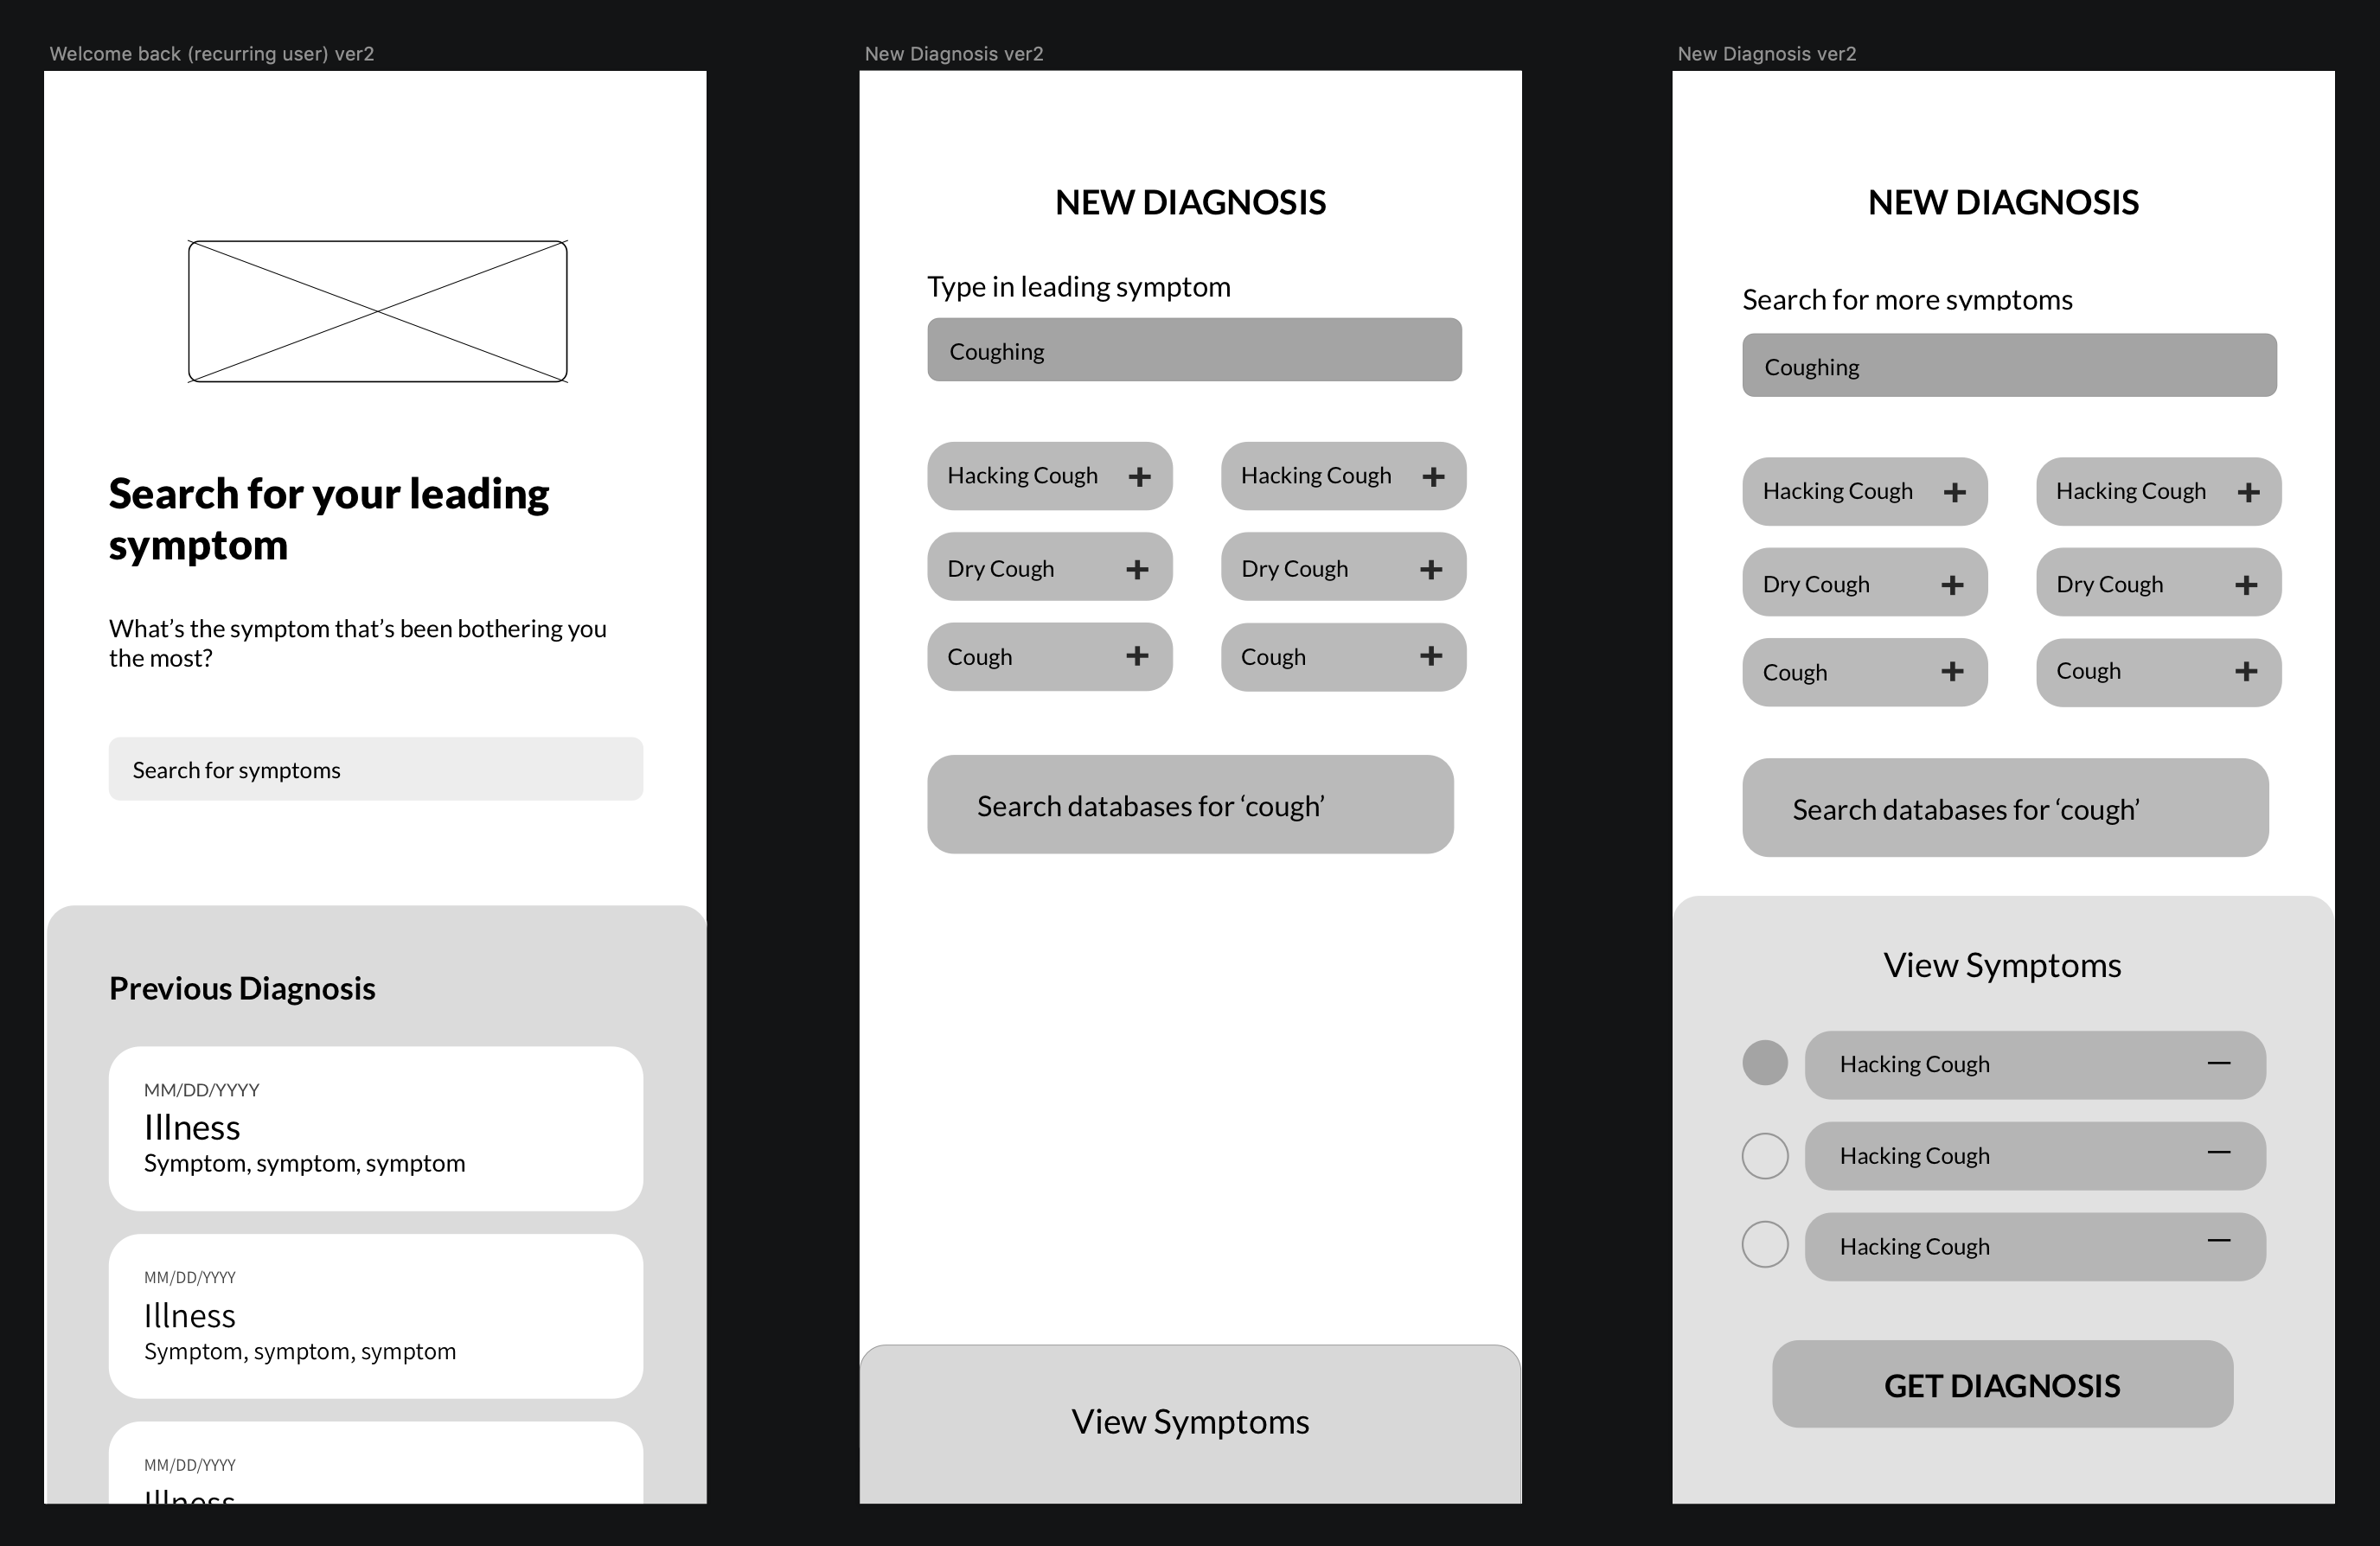 Welcome back (recurring user) ver2
Search for your leading
symptom
What’s the symptom that’s been bothering you
the most?
Search for symptoms
Previous Diagnosis
MM/DD/YYYY
Illness
Symptom, symptom, symptom
MM/DD/YYYY
Illness
Symptom, symptom, symptom
MM/DD/YYYY
Illness
New Diagnosis ver2
NEW DIAGNOSIS
Type in leading symptom
Coughing
Hacking Cough +
Hacking Cough +
Dry Cough +
Dry Cough +
Cough +
Cough +
Search databases for ‘cough’
View Symptoms
New Diagnosis ver2
NEW DIAGNOSIS
Search for more symptoms
Coughing
Hacking Cough +
Hacking Cough +
Dry Cough +
Dry Cough +
Cough +
Cough +
Search databases for ‘cough’
View Symptoms
Hacking Cough —
Hacking Cough —
Hacking Cough —
GET DIAGNOSIS